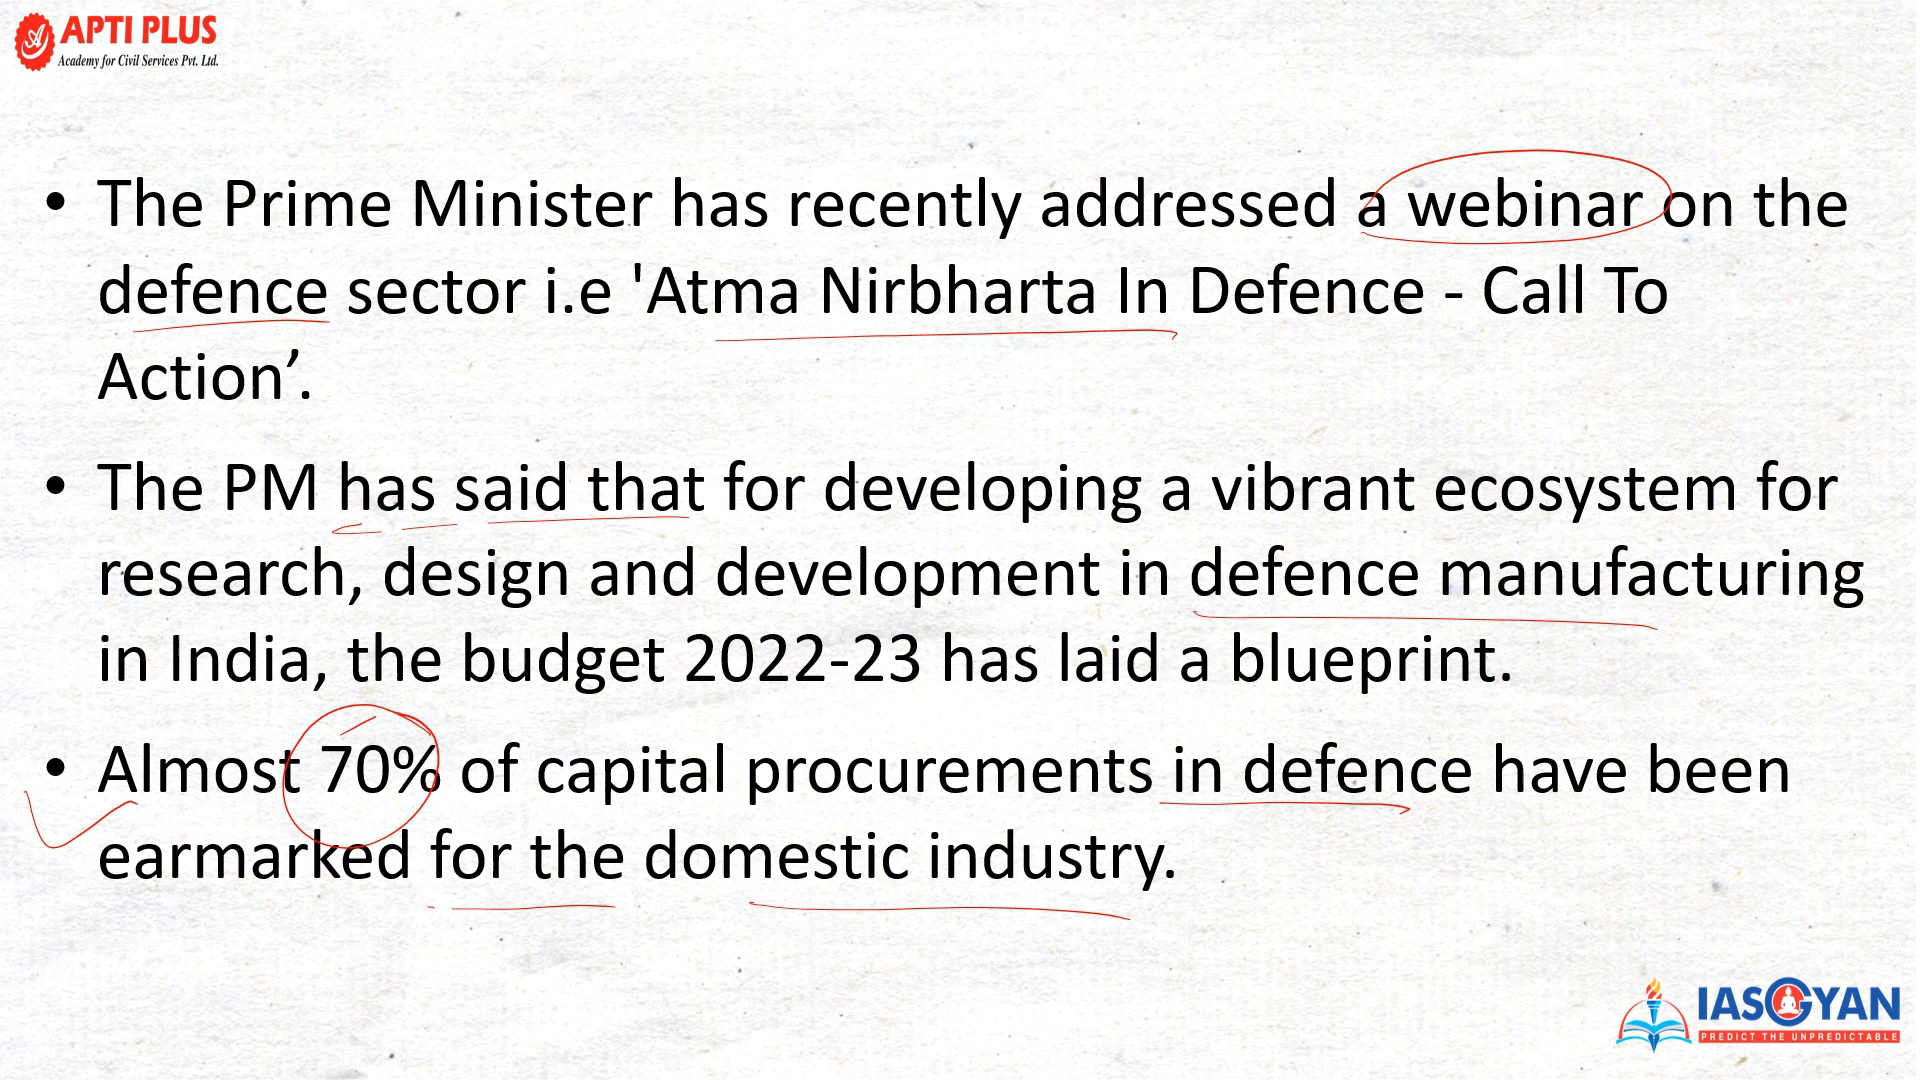 APTI PLUS
Academy for Civil Services Pvt. Ltd.
• The Prime Minister has recently addressed a webinar on the
defence sector i.e 'Atma Nirbharta In Defence - Call To
Action’.
• The PM has said that for developing a vibrant ecosystem for
research, design and development in defence manufacturing
in India, the budget 2022-23 has laid a blueprint.
• Almost 70% of capital procurements in defence have been
earmarked for the domestic industry.
IASGYAN
PREDICT THE UNPREDICTABLE